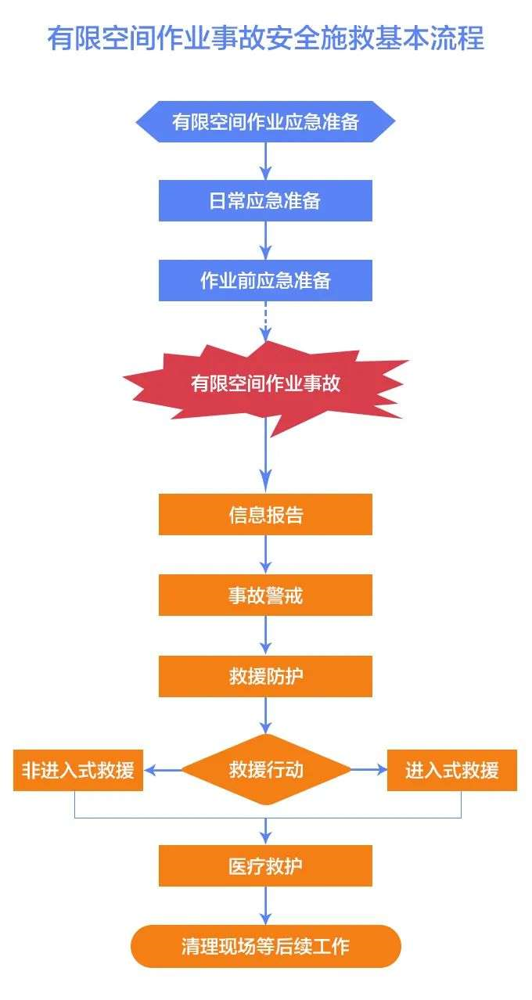 有限空间作业事故安全施救基本流程
有限空间作业应急准备
日常应急准备
作业前应急准备
有限空间作业事故
信息报告
事故警戒
救援防护
非进入式救援
救援行动
进入式救援
医疗救护
清理现场等后续工作